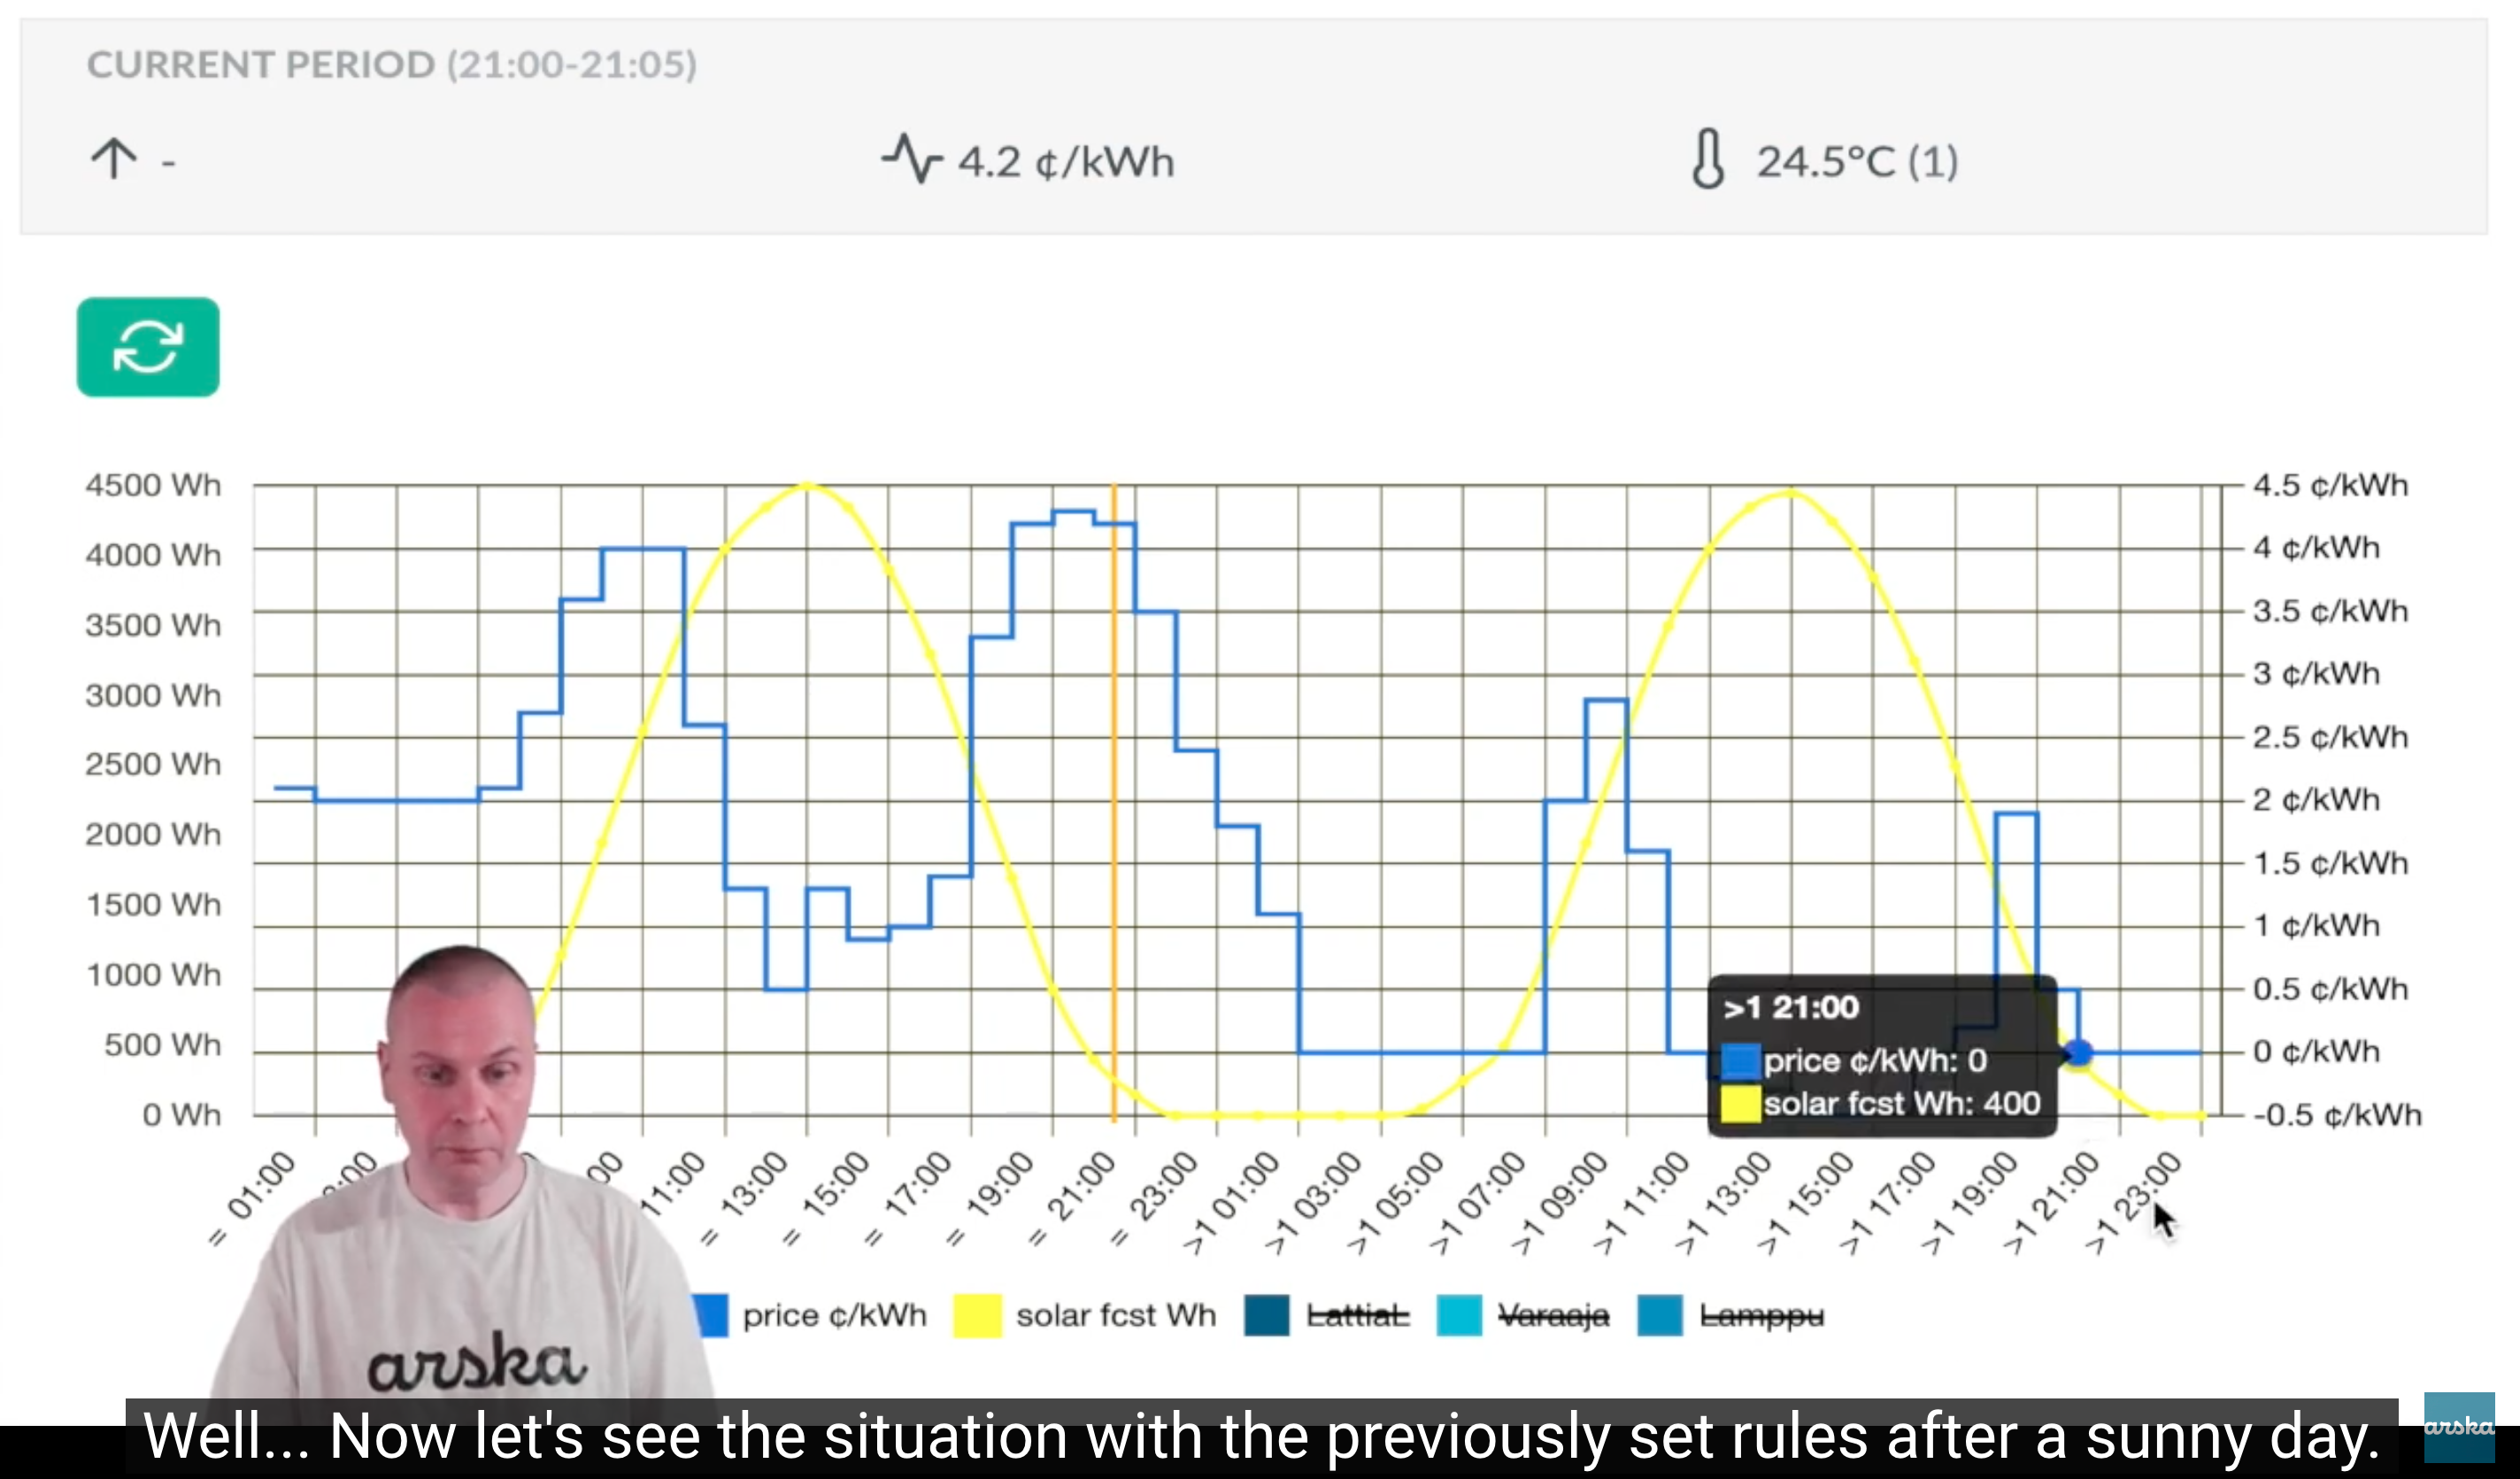 CURRENT PERIOD (21:00-21:05)
-
4.2 ¢/kWh
24.5°C (1)
4500 Wh
4000 Wh
3500 Wh
3000 Wh
2500 Wh
2000 Wh
1500 Wh
1000 Wh
500 Wh
0 Wh
4.5 ¢/kWh
4 ¢/kWh
3.5 ¢/kWh
3 ¢/kWh
2.5 ¢/kWh
2 ¢/kWh
1.5 ¢/kWh
1 ¢/kWh
0.5 ¢/kWh
0 ¢/kWh
-0.5 ¢/kWh
>1 21:00
price ¢/kWh: 0
solar fcst Wh: 400
= 01:00
11:00
= 13:00
= 15:00
= 17:00
= 19:00
= 21:00
= 23:00
>1 01:00
>1 03:00
>1 05:00
>1 07:00
>1 09:00
>1 11:00
>1 13:00
>1 15:00
>1 17:00
>1 19:00
>1 21:00
>1 23:00
price ¢/kWh
solar fcst Wh
LattiaL
Varaaja
Lamppu
arska
Well... Now let's see the situation with the previously set rules after a sunny day.
arska